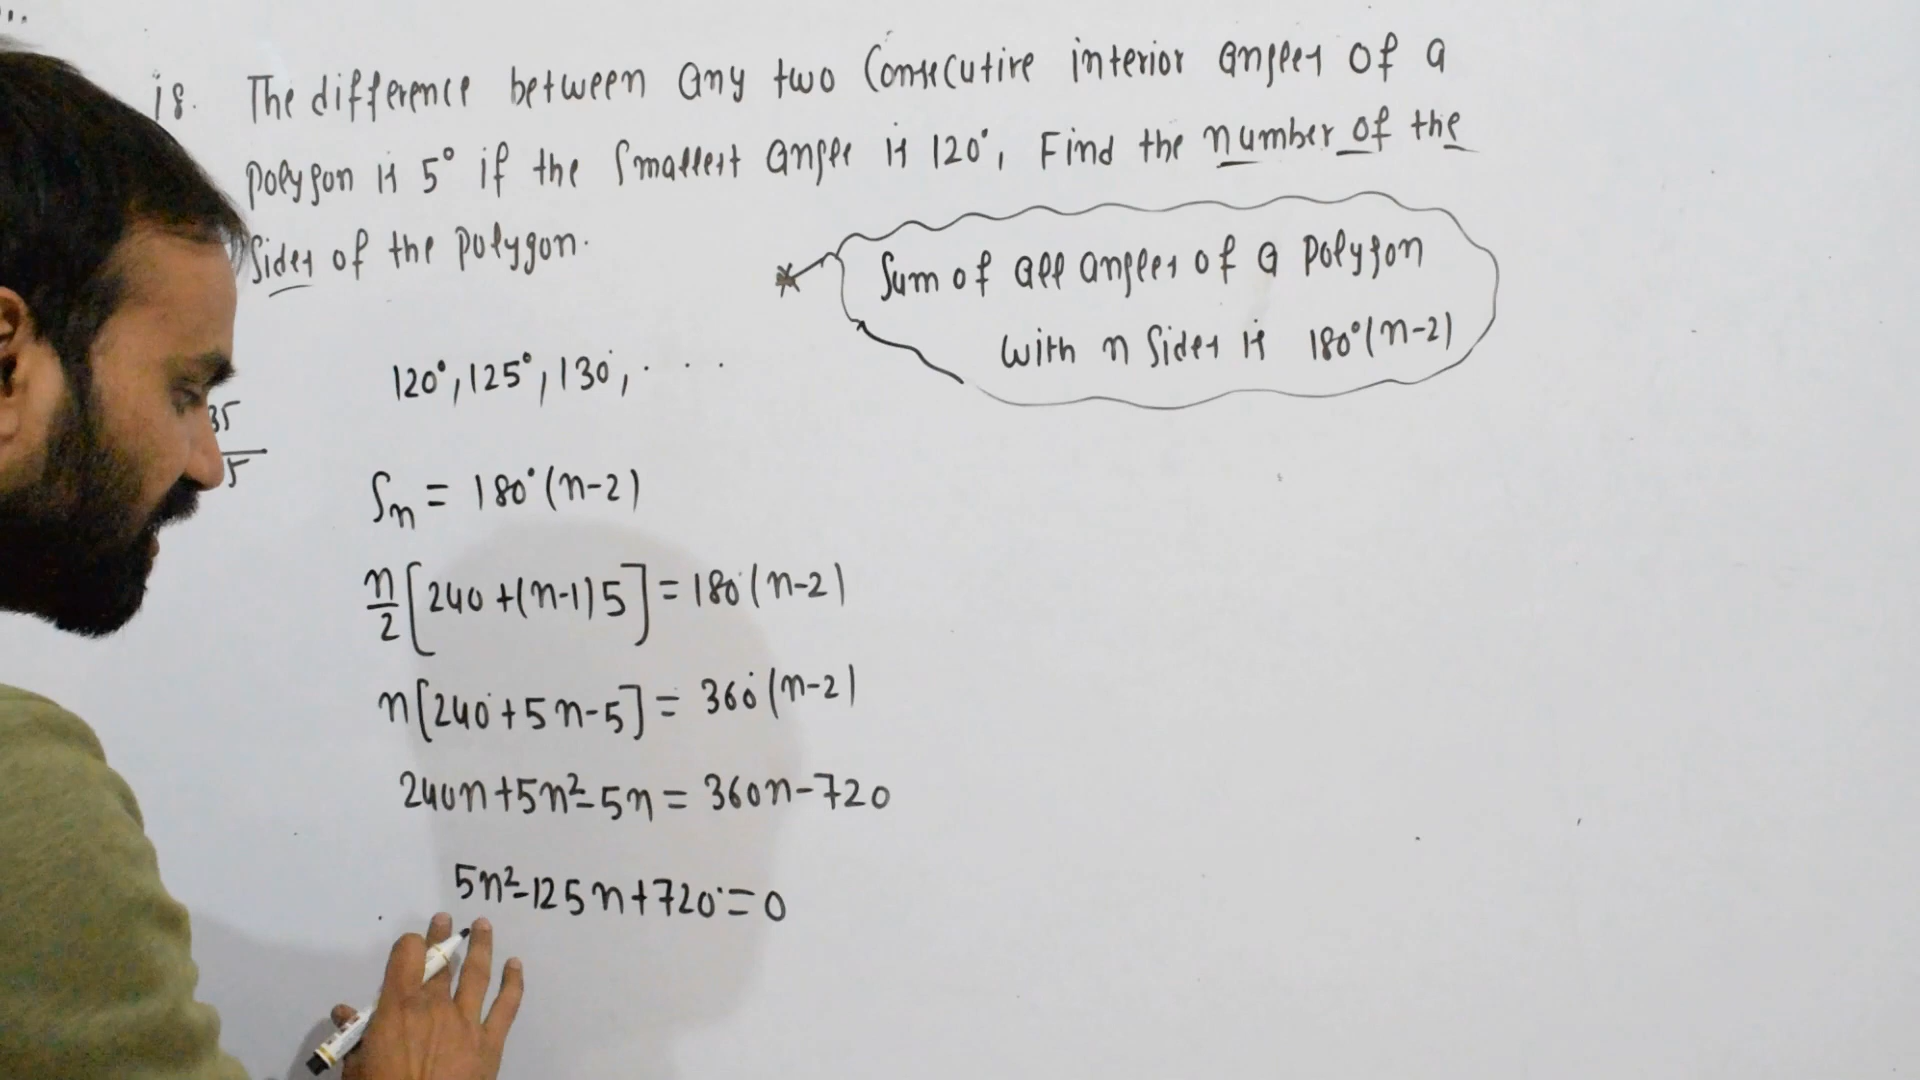 18. The difference between any two Consecutive interior angles of a
polygon is 5° if the smallest angle is 120°, Find the number of the
sides of the polygon.
Sum of all angles of a polygon
with n sides is 180°(n-2)
120°, 125°, 130°, . . .
35
5
Sn = 180°(n-2)
n/2 [240 + (n-1)5] = 180°(n-2)
n[240°+5n-5] = 360°(n-2)
240n+5n²-5n = 360n-720
5n²-125n+720°=0